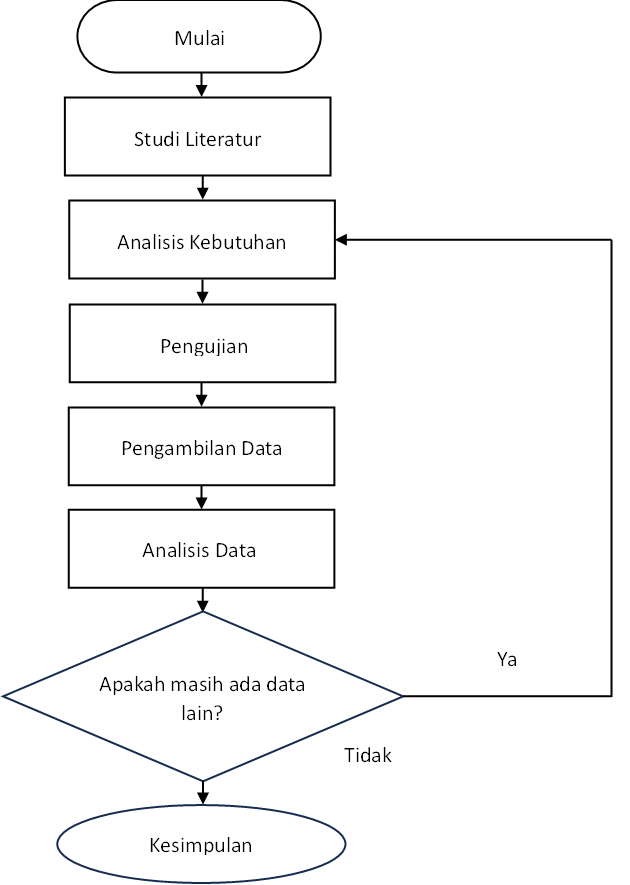 Mulai
Studi Literatur
Analisis Kebutuhan
Pengujian
Pengambilan Data
Analisis Data
Apakah masih ada data
lain?
Ya
Tidak
Kesimpulan